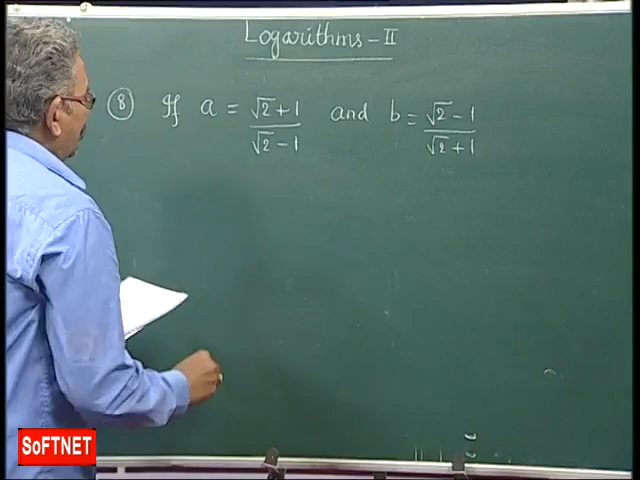 Logarithms - II
⑧ If a = (√2 + 1)/(√2 - 1) and b = (√2 - 1)/(√2 + 1)
SoFTNET